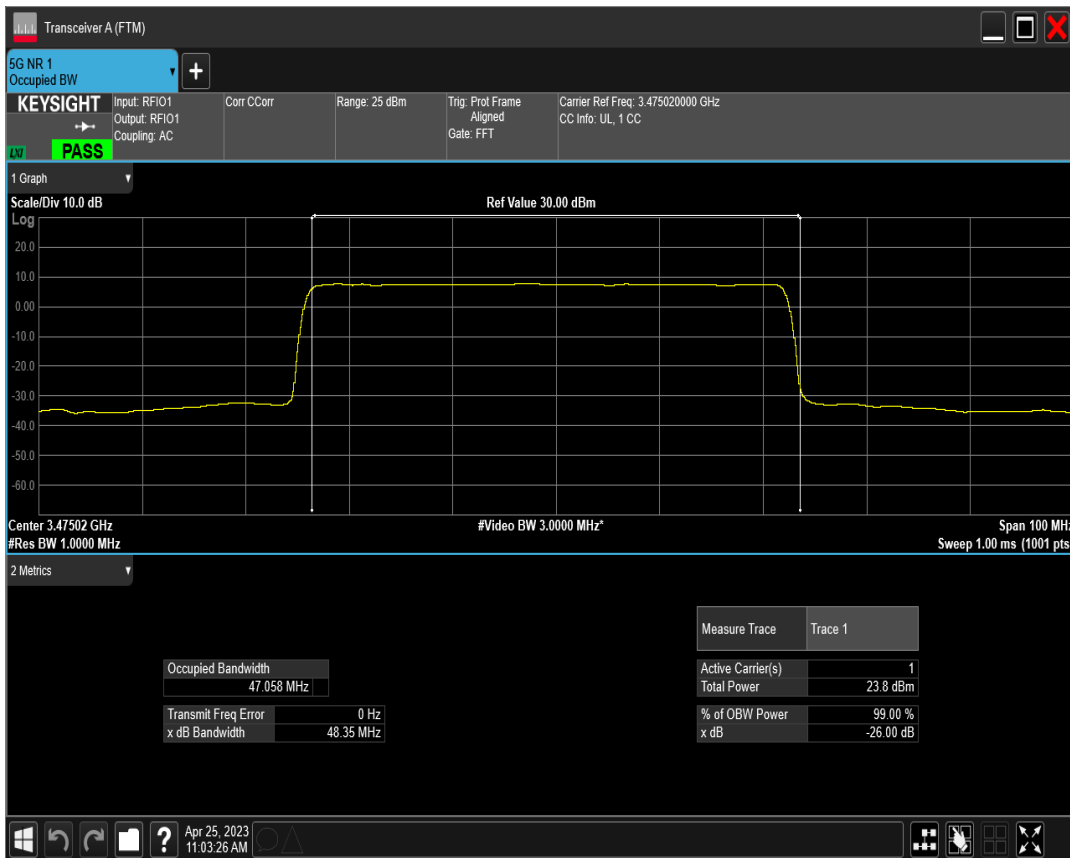 Transceiver A (FTM)
5G NR 1
Occupied BW
+
KEYSIGHT
LXI
PASS
Input: RFIO1
Output: RFIO1
Coupling: AC
Corr CCorr
Range: 25 dBm
Trig: Prot Frame
Aligned
Gate: FFT
Carrier Ref Freq: 3.475020000 GHz
CC Info: UL, 1 CC
1 Graph
Scale/Div 10.0 dB
Ref Value 30.00 dBm
Log
20.0
10.0
0.00
-10.0
-20.0
-30.0
-40.0
-50.0
-60.0
Center 3.47502 GHz
#Video BW 3.0000 MHz*
Span 100 MHz
#Res BW 1.0000 MHz
Sweep 1.00 ms (1001 pts
2 Metrics
Measure Trace Trace 1
Occupied Bandwidth
47.058 MHz
Active Carrier(s) 1
Total Power 23.8 dBm
Transmit Freq Error 0 Hz
x dB Bandwidth 48.35 MHz
% of OBW Power 99.00 %
x dB -26.00 dB
?
Apr 25, 2023
11:03:26 AM